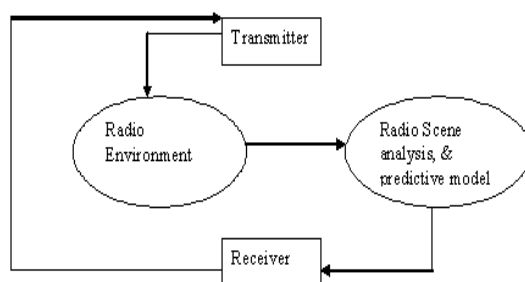 Transmitter
Radio
Environment
Radio Scene
analysis, &
predictive model
Receiver